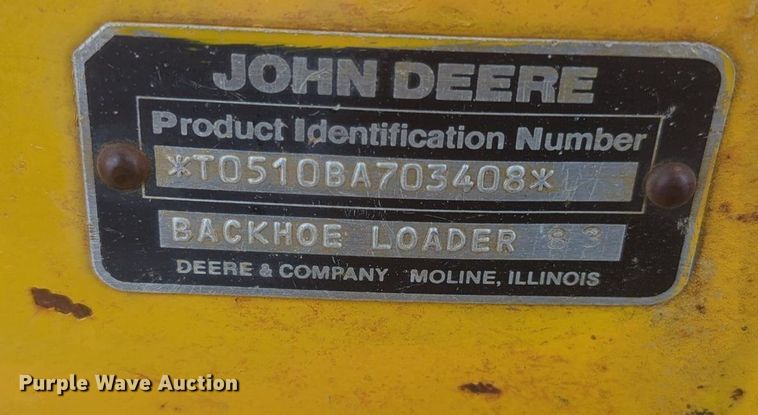 JOHN DEERE
Product Identification Number
*T0510BA703408*
BACKHOE LOADER 83
DEERE & COMPANY MOLINE, ILLINOIS
Purple Wave Auction